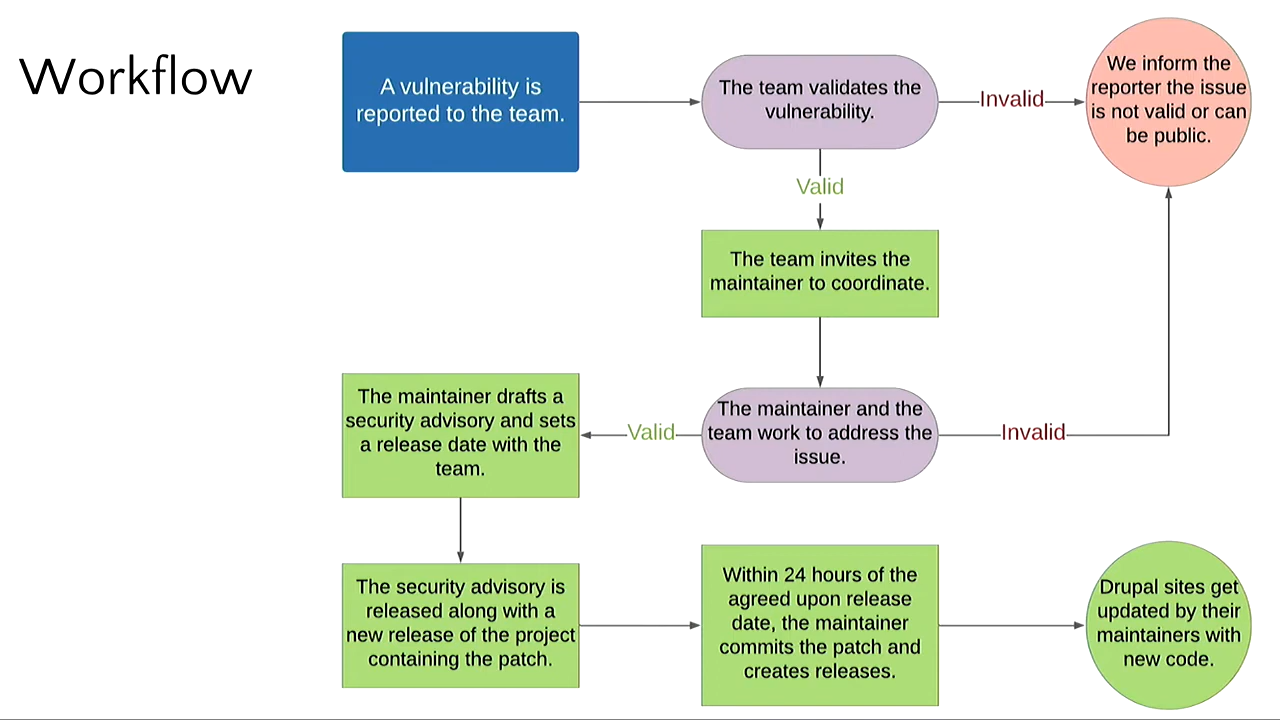 Workflow
A vulnerability is
reported to the team.
The team validates the
vulnerability.
Invalid
We inform the
reporter the issue
is not valid or can
be public.
Valid
The team invites the
maintainer to coordinate.
The maintainer and the
team work to address the
issue.
Invalid
Valid
The maintainer drafts a
security advisory and sets
a release date with the
team.
The security advisory is
released along with a
new release of the project
containing the patch.
Within 24 hours of the
agreed upon release
date, the maintainer
commits the patch and
creates releases.
Drupal sites get
updated by their
maintainers with
new code.